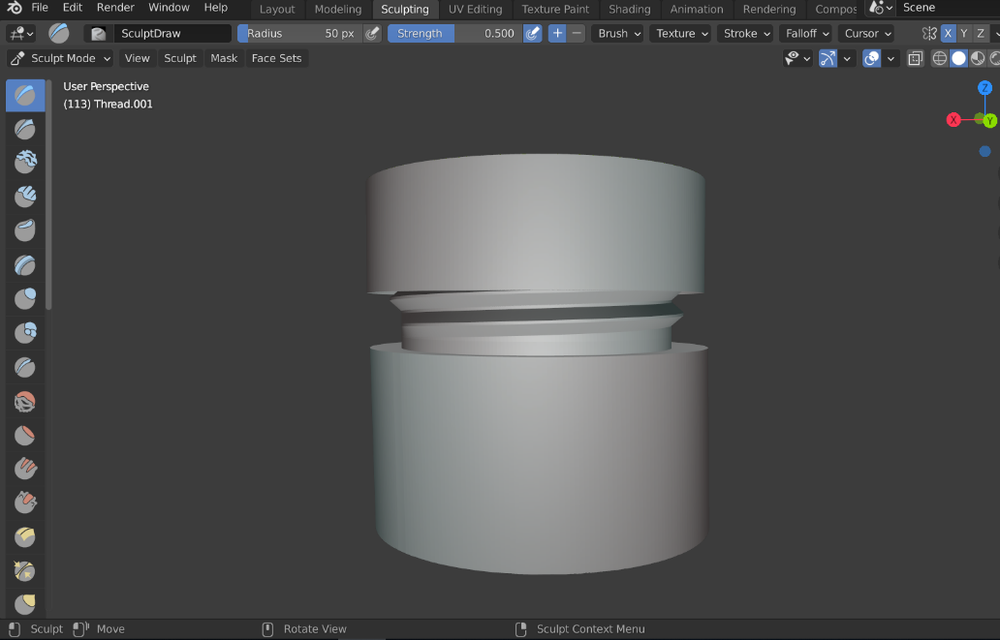 File Edit Render Window Help Layout Modeling Sculpting UV Editing Texture Paint Shading Animation Rendering Compos Scene
SculptDraw Radius 50 px Strength 0.500 Brush Texture Stroke Falloff Cursor X Y Z
Sculpt Mode View Sculpt Mask Face Sets
User Perspective
(113) Thread.001
Z
X Y
Sculpt Move Rotate View Sculpt Context Menu